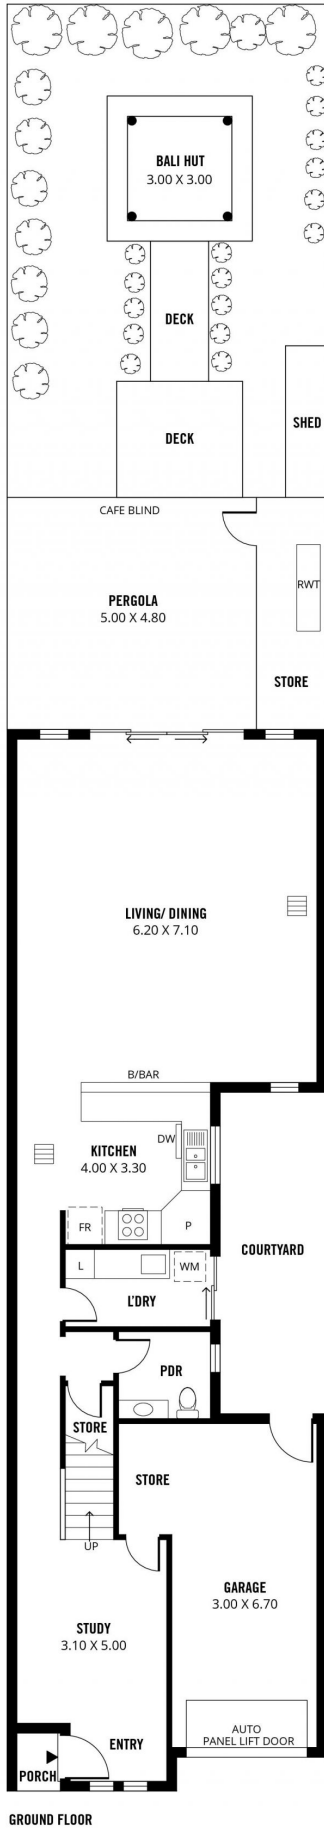 BALI HUT
3.00 X 3.00
DECK
DECK
SHED
CAFE BLIND
PERGOLA
5.00 X 4.80
RWT
STORE
LIVING/ DINING
6.20 X 7.10
B/BAR
DW
KITCHEN
4.00 X 3.30
FR
P
COURTYARD
L
WM
L'DRY
PDR
STORE
STORE
UP
GARAGE
3.00 X 6.70
STUDY
3.10 X 5.00
AUTO
PANEL LIFT DOOR
ENTRY
PORCH
GROUND FLOOR